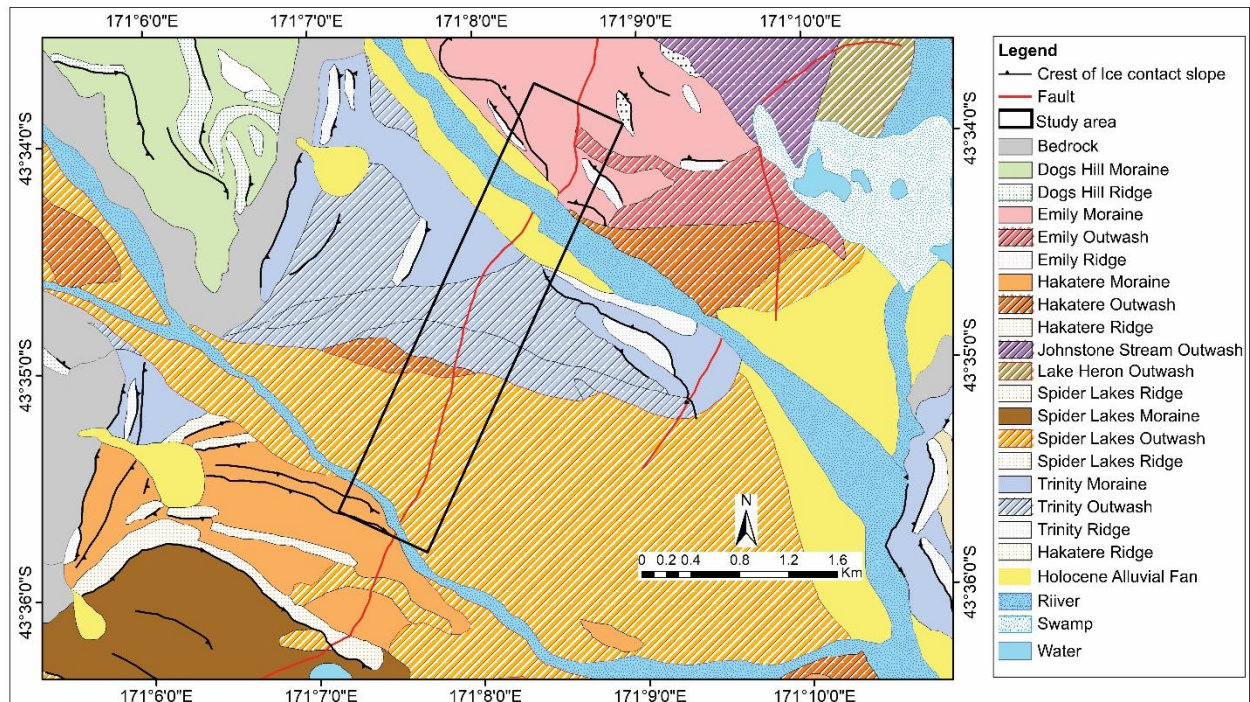 171°6'0"E 171°7'0"E 171°8'0"E 171°9'0"E 171°10'0"E
43°34'0"S
43°35'0"S
43°36'0"S
N
0 0.2 0.4 0.8 1.2 1.6
Km
43°34'0"S
43°35'0"S
43°36'0"S
171°6'0"E 171°7'0"E 171°8'0"E 171°9'0"E 171°10'0"E
Legend
Crest of Ice contact slope
Fault
Study area
Bedrock
Dogs Hill Moraine
Dogs Hill Ridge
Emily Moraine
Emily Outwash
Emily Ridge
Hakatere Moraine
Hakatere Outwash
Hakatere Ridge
Johnstone Stream Outwash
Lake Heron Outwash
Spider Lakes Ridge
Spider Lakes Moraine
Spider Lakes Outwash
Spider Lakes Ridge
Trinity Moraine
Trinity Outwash
Trinity Ridge
Hakatere Ridge
Holocene Alluvial Fan
Riiver
Swamp
Water